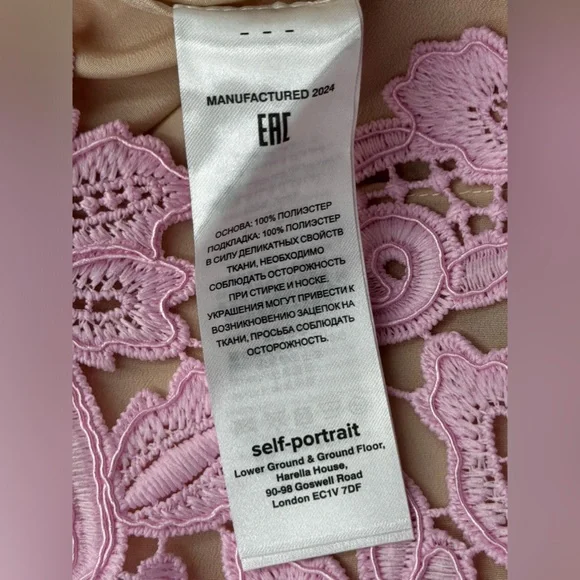 - - -
MANUFACTURED 2024
EAC
ОСНОВА: 100% ПОЛИЭСТЕР
ПОДКЛАДКА: 100% ПОЛИЭСТЕР
В СИЛУ ДЕЛИКАТНЫХ СВОЙСТВ
ТКАНИ, НЕОБХОДИМО
СОБЛЮДАТЬ ОСТОРОЖНОСТЬ
ПРИ СТИРКЕ И НОСКЕ.
УКРАШЕНИЯ МОГУТ ПРИВЕСТИ К
ВОЗНИКНОВЕНИЮ ЗАЦЕПОК НА
ТКАНИ, ПРОСЬБА СОБЛЮДАТЬ
ОСТОРОЖНОСТЬ.
self-portrait
Lower Ground & Ground Floor,
Harella House,
90-98 Goswell Road
London EC1V 7DF